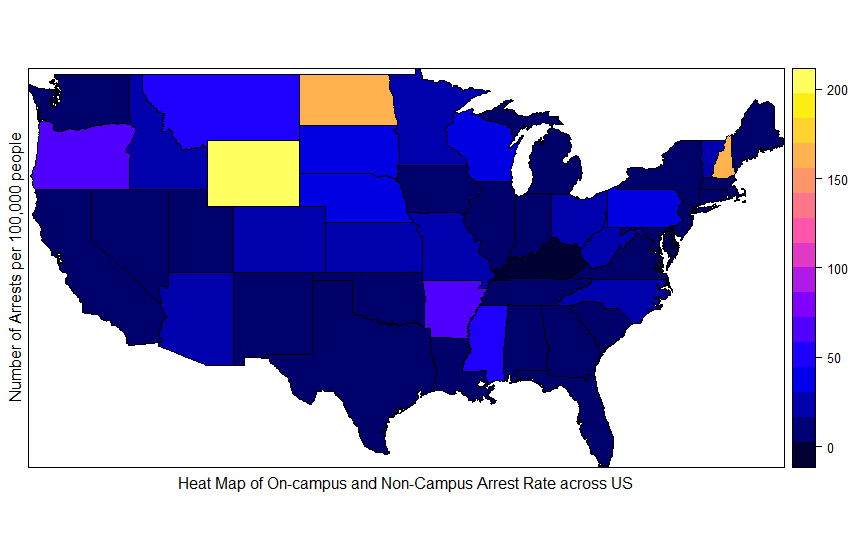 Number of Arrests per 100,000 people
200
150
100
50
0
Heat Map of On-campus and Non-Campus Arrest Rate across US